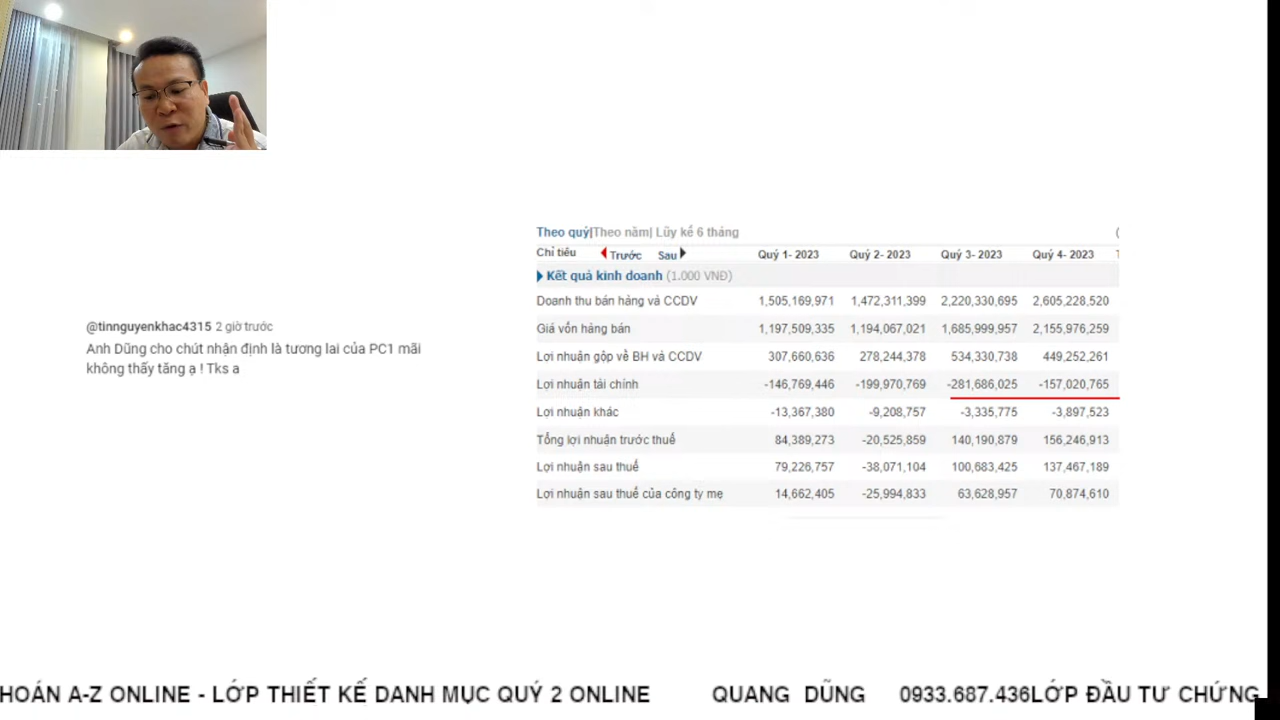 Theo quý|Theo năm| Lũy kế 6 tháng
Chỉ tiêu Trước Sau Quý 1- 2023 Quý 2- 2023 Quý 3- 2023 Quý 4- 2023
Kết quả kinh doanh (1.000 VNĐ)
Doanh thu bán hàng và CCDV 1,505,169,971 1,472,311,399 2,220,330,695 2,605,228,520
Giá vốn hàng bán 1,197,509,335 1,194,067,021 1,685,999,957 2,155,976,259
Lợi nhuận gộp về BH và CCDV 307,660,636 278,244,378 534,330,738 449,252,261
Lợi nhuận tài chính -146,769,446 -199,970,769 -281,686,025 -157,020,765
Lợi nhuận khác -13,367,380 -9,208,757 -3,335,775 -3,897,523
Tổng lợi nhuận trước thuế 84,389,273 -20,525,859 140,190,879 156,246,913
Lợi nhuận sau thuế 79,226,757 -38,071,104 100,683,425 137,467,189
Lợi nhuận sau thuế của công ty mẹ 14,662,405 -25,994,833 63,628,957 70,874,610
@tinnguyenkhac4315 2 giờ trước
Anh Dũng cho chút nhận định là tương lai của PC1 mãi
không thấy tăng ạ ! Tks a
HOÁN A-Z ONLINE - LỚP THIẾT KẾ DANH MỤC QUÝ 2 ONLINE QUANG DŨNG 0933.687.436LỚP ĐẦU TƯ CHỨNG